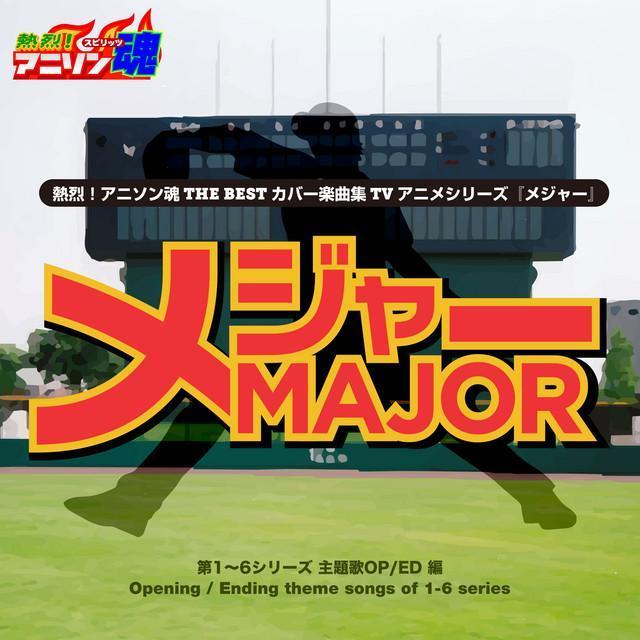 熱烈！スピリッツ
アニソン魂
熱烈！アニソン魂 THE BEST カバー楽曲集 TV アニメシリーズ『メジャー』
メジャー
MAJOR
第1～6シリーズ 主題歌OP/ED 編
Opening / Ending theme songs of 1-6 series